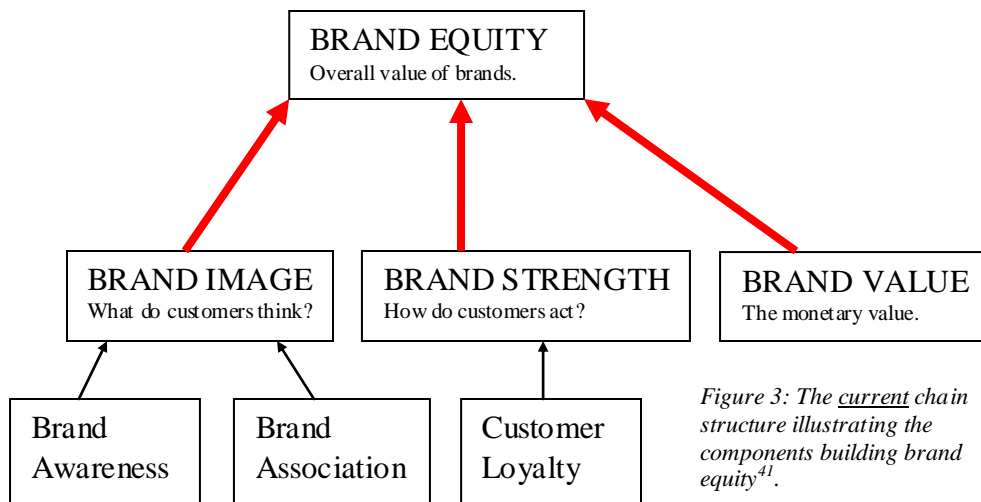 BRAND EQUITY
Overall value of brands.
BRAND IMAGE
What do customers think?
BRAND STRENGTH
How do customers act?
BRAND VALUE
The monetary value.
Brand
Awareness
Brand
Association
Customer
Loyalty
Figure 3: The current chain
structure illustrating the
components building brand
equity41.